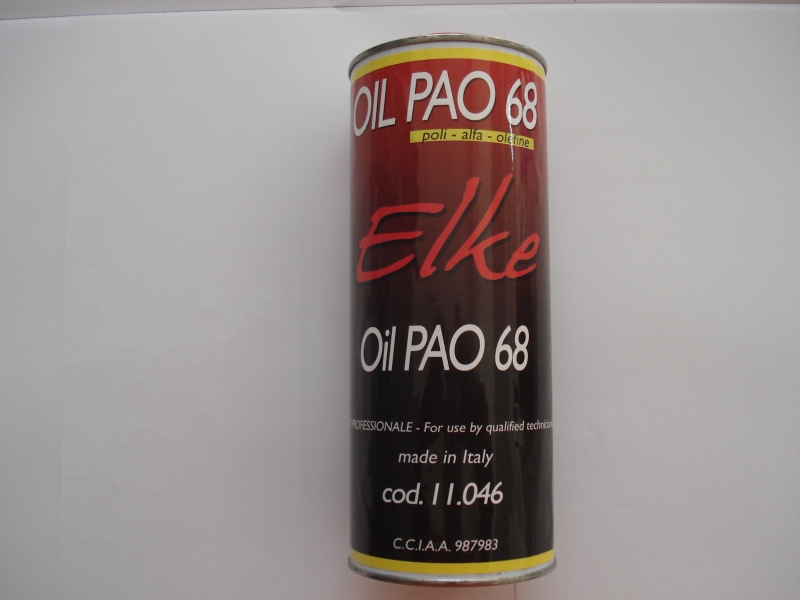 OIL PAO 68
poli - alfa - olefine
Elke
Oil PAO 68
PROFESSIONALE - For use by qualified technician
made in Italy
cod. 11.046
C.C.I.A.A. 987983